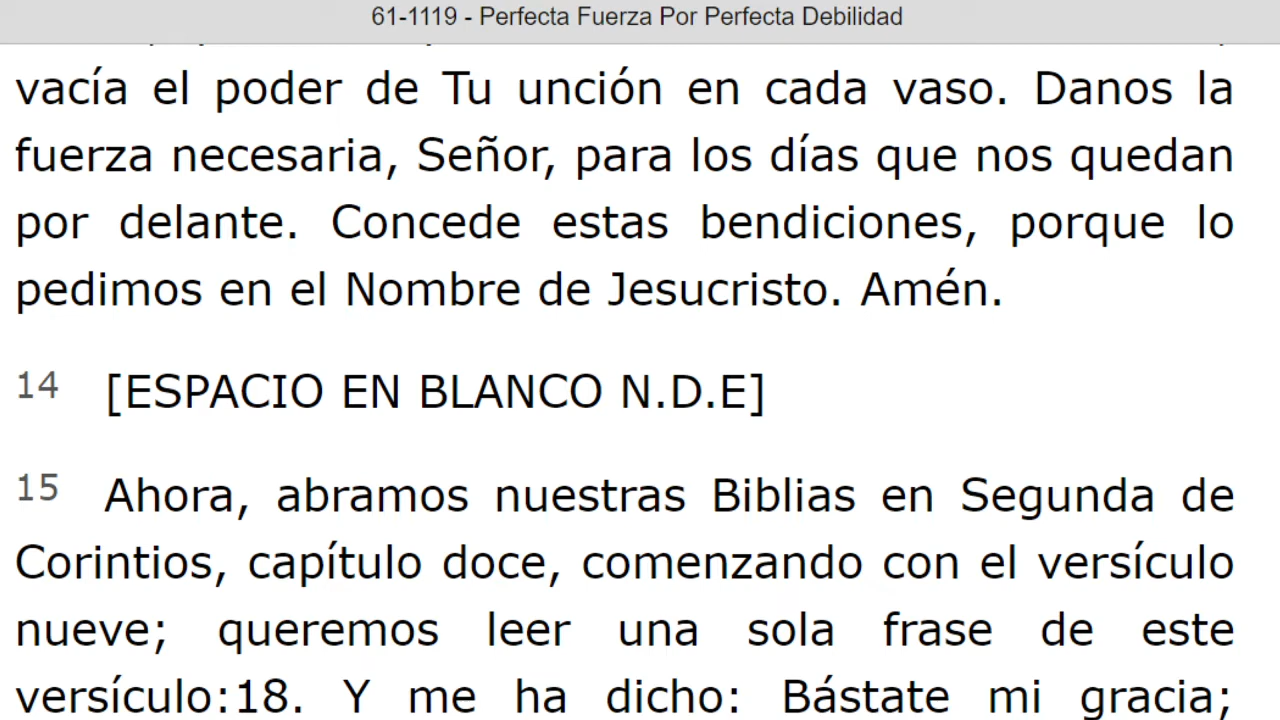 61-1119 - Perfecta Fuerza Por Perfecta Debilidad
vacía el poder de Tu unción en cada vaso. Danos la
fuerza necesaria, Señor, para los días que nos quedan
por delante. Concede estas bendiciones, porque lo
pedimos en el Nombre de Jesucristo. Amén.
14 [ESPACIO EN BLANCO N.D.E]
15 Ahora, abramos nuestras Biblias en Segunda de
Corintios, capítulo doce, comenzando con el versículo
nueve; queremos leer una sola frase de este
versículo:18. Y me ha dicho: Bástate mi gracia;